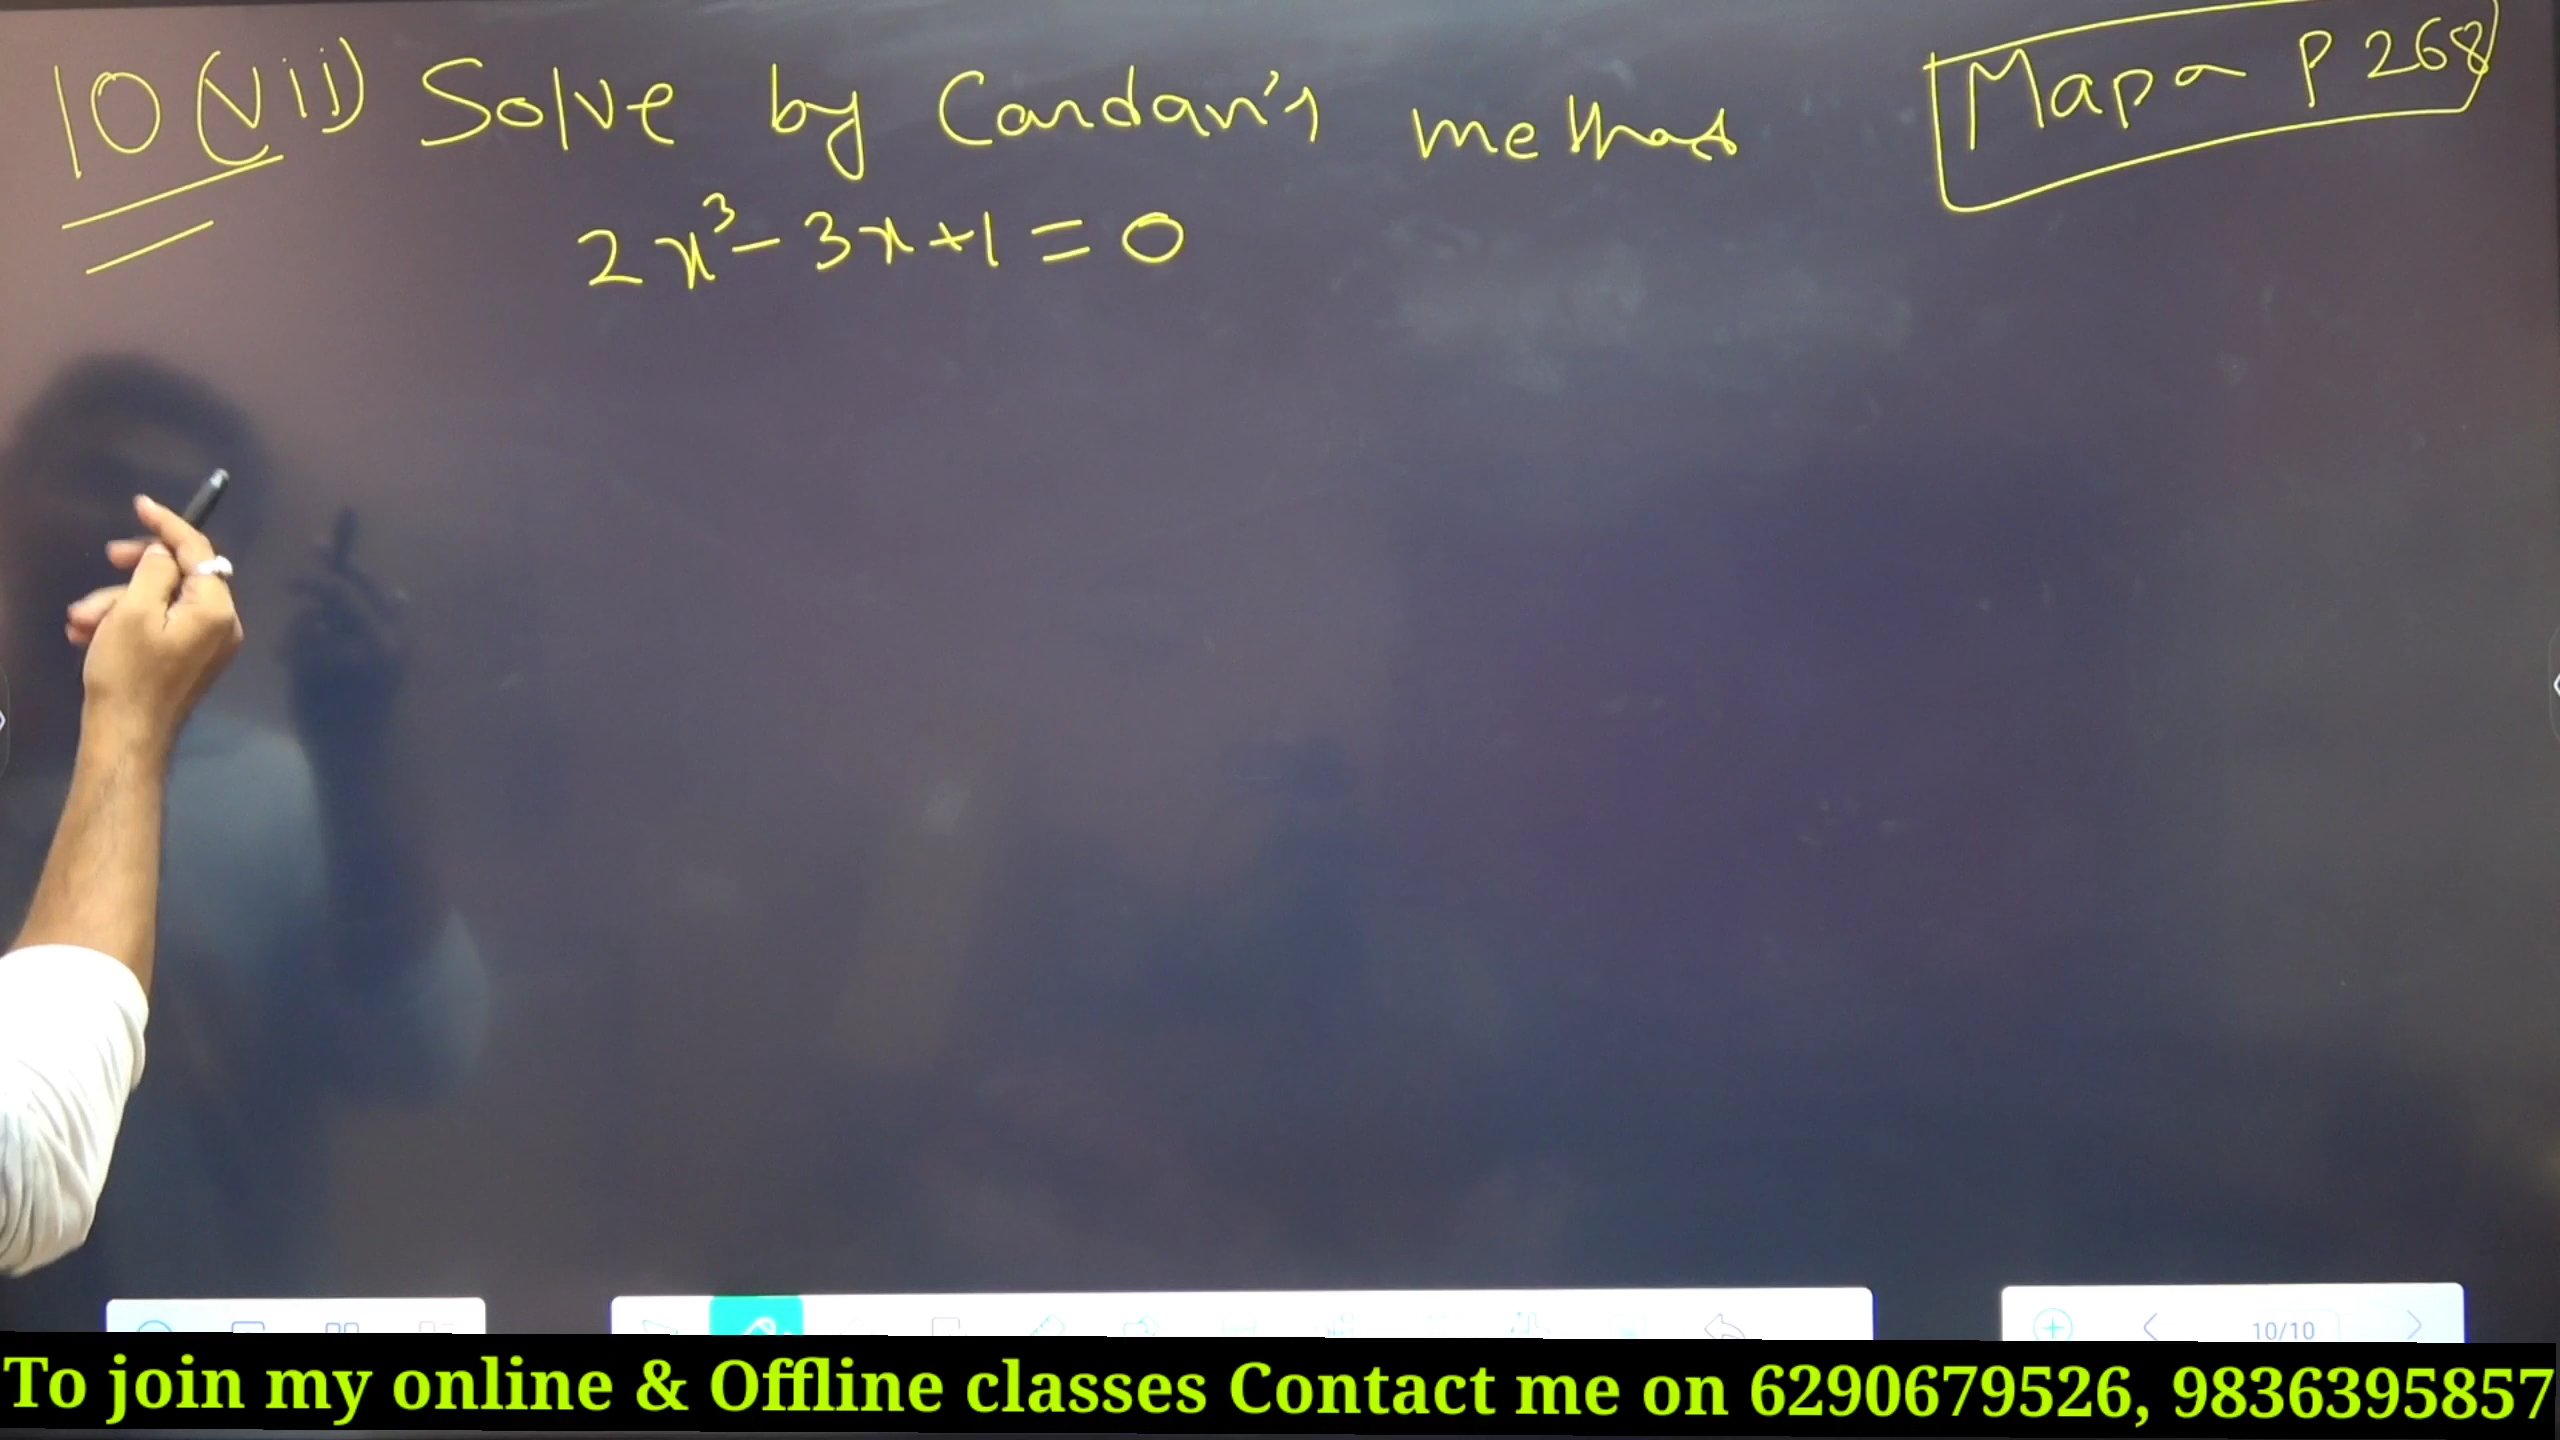 10 (vii) Solve by Cardan's method
Mapa P 268
2x³ - 3x + 1 = 0
10/10
To join my online & Offline classes Contact me on 6290679526, 9836395857